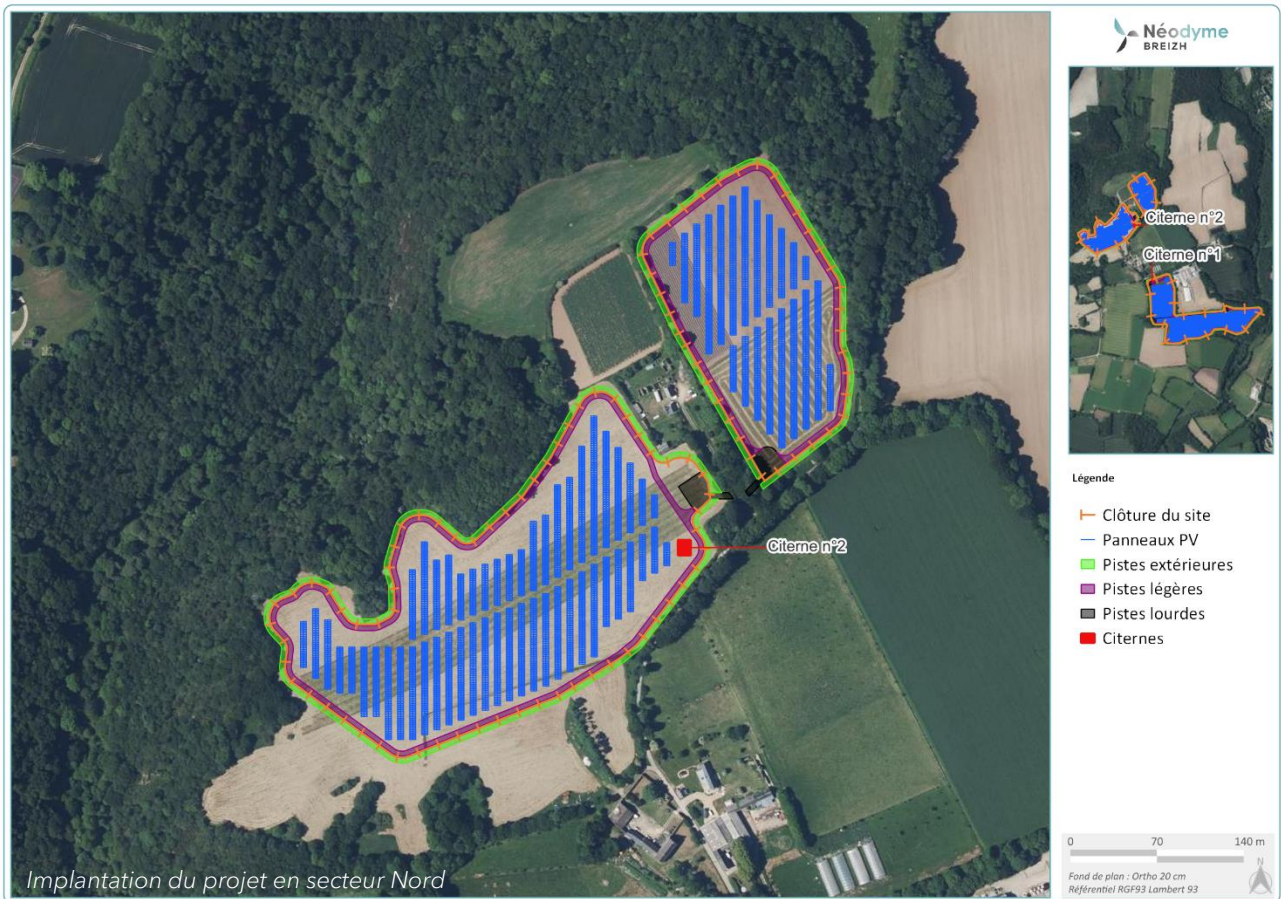 Néodyme
BREIZH
Citerne n°2
Citerne n°1
Citerne n°2
Légende
Clôture du site
Panneaux PV
Pistes extérieures
Pistes légères
Pistes lourdes
Citernes
0 70 140 m
Fond de plan : Ortho 20 cm
Référentiel RGF93 Lambert 93
N
Implantation du projet en secteur Nord